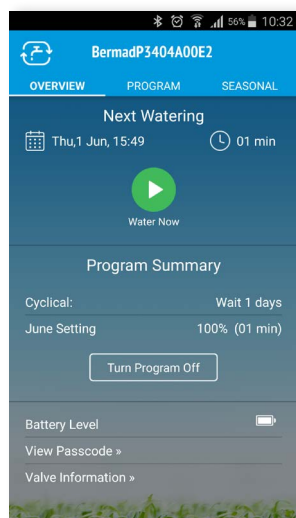 56% 10:32
BermadP3404A00E2
OVERVIEW PROGRAM SEASONAL
Next Watering
Thu,1 Jun, 15:49 01 min
Water Now
Program Summary
Cyclical: Wait 1 days
June Setting 100% (01 min)
Turn Program Off
Battery Level
View Passcode »
Valve Information »